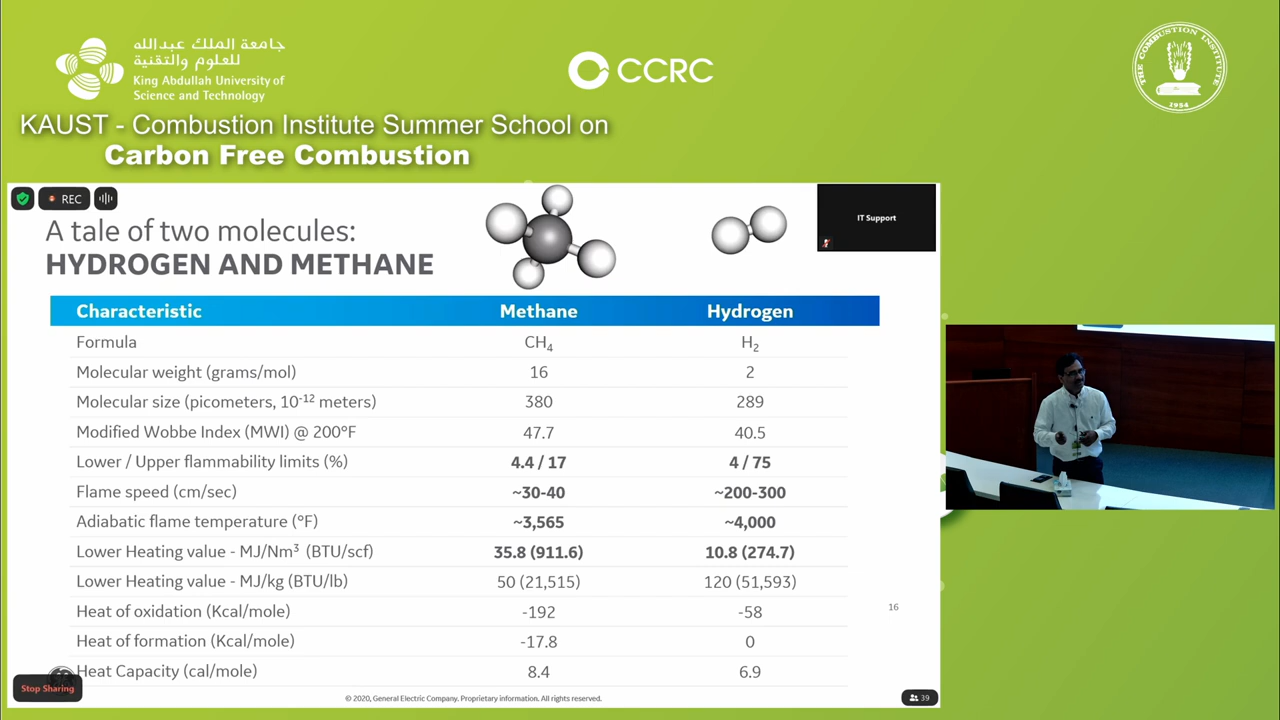 جامعة الملك عبدالله
للعلوم والتقنية
King Abdullah University of
Science and Technology
CCRC
THE COMBUSTION INSTITUTE
1954
KAUST - Combustion Institute Summer School on
Carbon Free Combustion
REC
IT Support
A tale of two molecules:
HYDROGEN AND METHANE
Characteristic Methane Hydrogen
Formula CH₄ H₂
Molecular weight (grams/mol) 16 2
Molecular size (picometers, 10⁻¹² meters) 380 289
Modified Wobbe Index (MWI) @ 200°F 47.7 40.5
Lower / Upper flammability limits (%) 4.4 / 17 4 / 75
Flame speed (cm/sec) ~30-40 ~200-300
Adiabatic flame temperature (°F) ~3,565 ~4,000
Lower Heating value - MJ/Nm³ (BTU/scf) 35.8 (911.6) 10.8 (274.7)
Lower Heating value - MJ/kg (BTU/lb) 50 (21,515) 120 (51,593)
Heat of oxidation (Kcal/mole) -192 -58
16
Heat of formation (Kcal/mole) -17.8 0
Heat Capacity (cal/mole) 8.4 6.9
Stop Sharing
© 2020, General Electric Company. Proprietary information. All rights reserved.
39